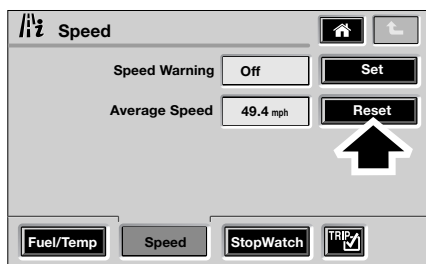 i Speed
Speed Warning Off Set
Average Speed 49.4 mph Reset
Fuel/Temp Speed StopWatch TRIP